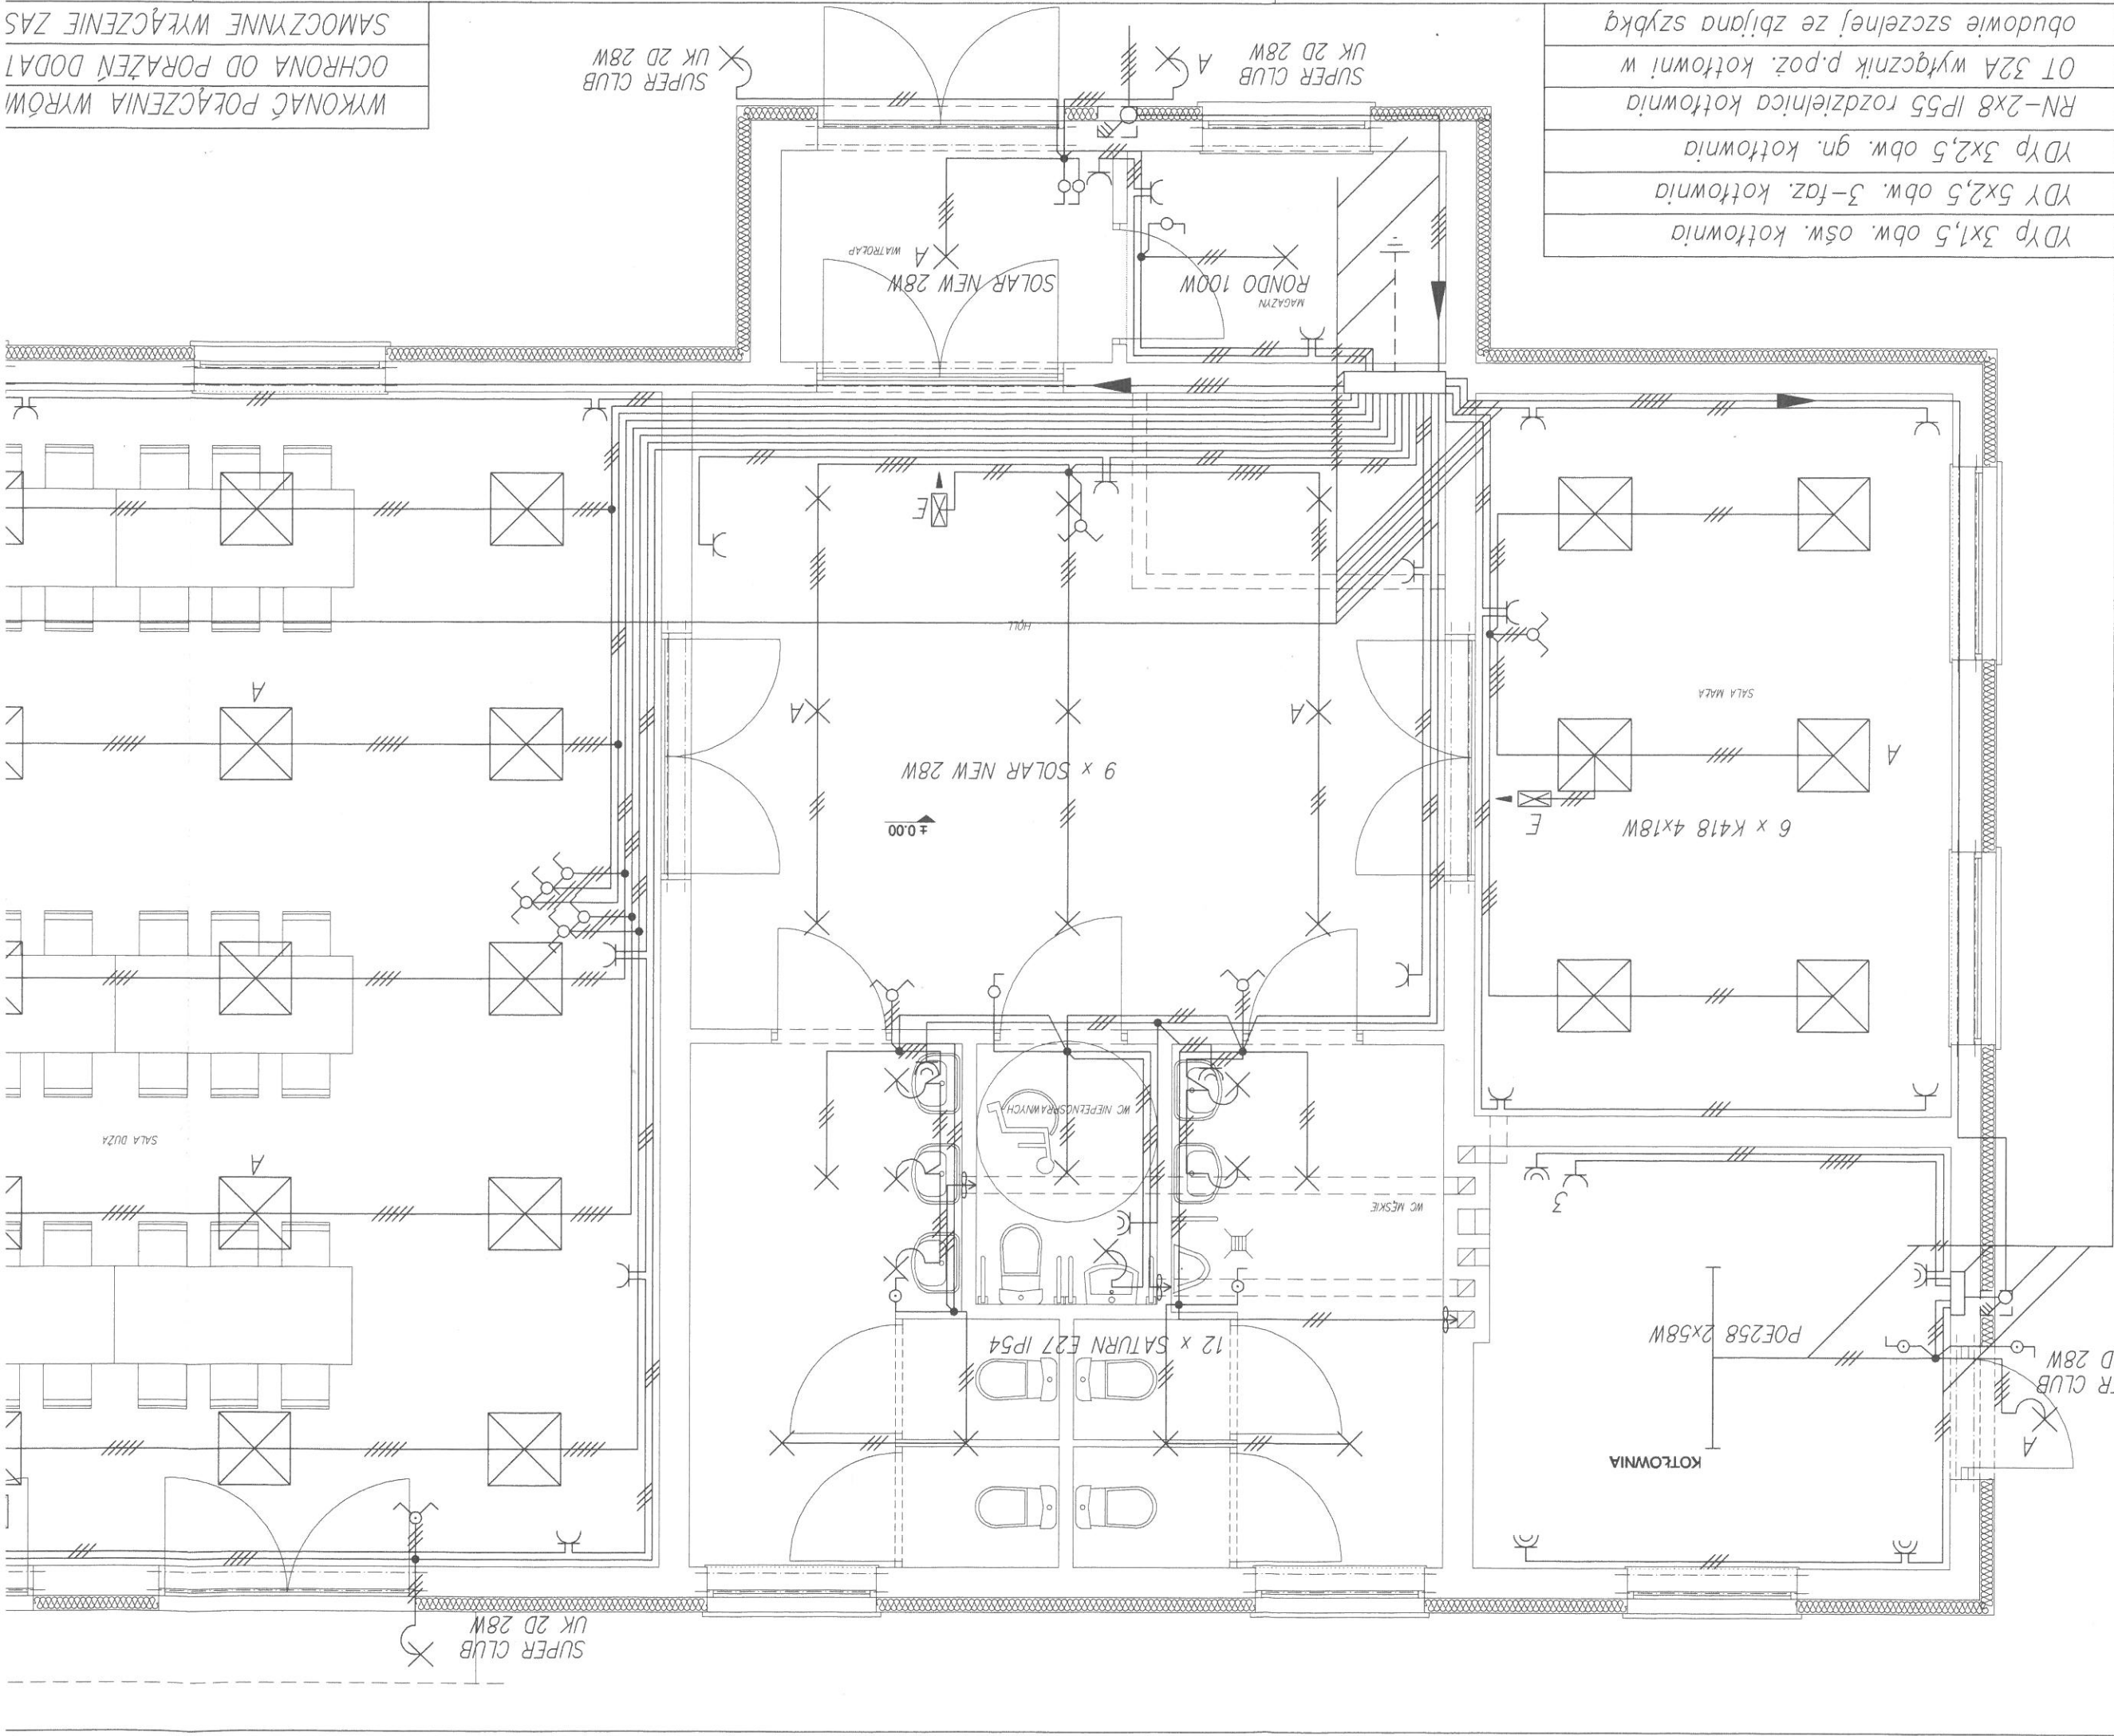 SUPER CLUB
UK 2D 28W
KOTŁOWNIA
A
R CLUB
D 28W
POE258 2x58W
12 x SATURN E27 IP54
3
WC MĘSKIE
A
SALA DUŻA
WC NIEPEŁNOSPRAWNYCH
6 x K418 4x18W
E
± 0.00
9 x SOLAR NEW 28W
A
A
A
A
SALA MAŁA
HOLL
E
MAGAZYN
RONDO 100W
SOLAR NEW 28W
A
WIATROŁAP
YDYp 3x1,5 obw. ośw. kotłownia
YDY 5x2,5 obw. 3-faz. kotłownia
YDYp 3x2,5 obw. gn. kotłownia
RN-2x8 IP55 rozdzielnica kotłownia
OT 32A wyłącznik p.poż. kotłowni w
obudowie szczelnej ze zbijaną szybką
SUPER CLUB
UK 2D 28W
A
SUPER CLUB
UK 2D 28W
WYKONAĆ POŁĄCZENIA WYRÓW
OCHRONA OD PORAŻEŃ DODAT
SAMOCZYNNE WYŁĄCZENIE ZAS